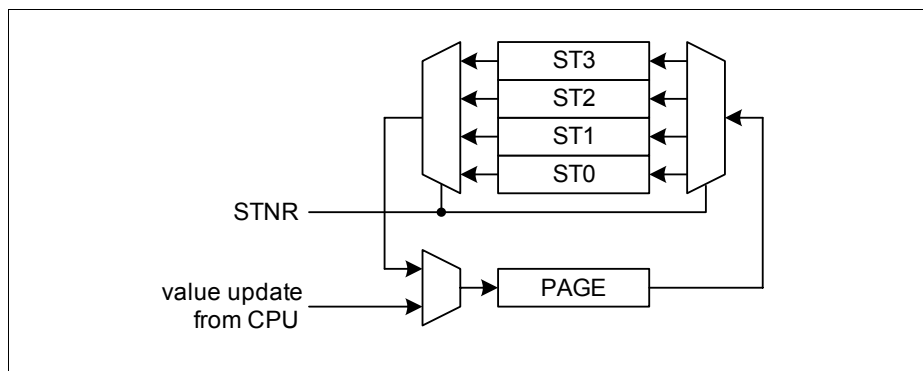 ST3
ST2
ST1
ST0
STNR
value update
from CPU
PAGE